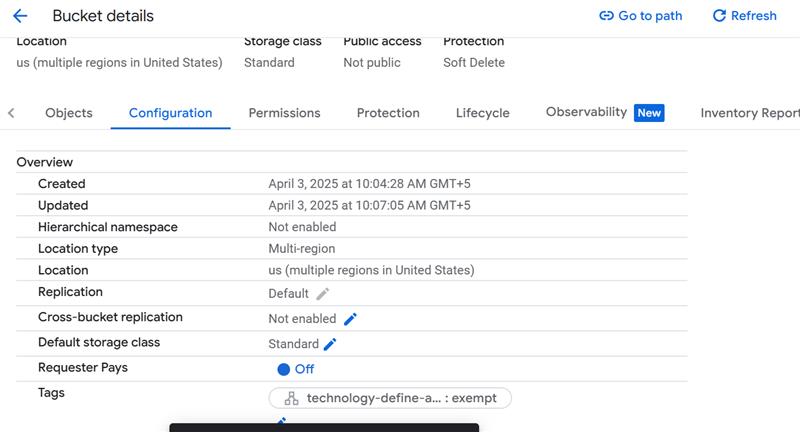 Bucket details
Go to path
Refresh
Location Storage class Public access Protection
us (multiple regions in United States) Standard Not public Soft Delete
Objects Configuration Permissions Protection Lifecycle Observability New Inventory Report
Overview
Created April 3, 2025 at 10:04:28 AM GMT+5
Updated April 3, 2025 at 10:07:05 AM GMT+5
Hierarchical namespace Not enabled
Location type Multi-region
Location us (multiple regions in United States)
Replication Default
Cross-bucket replication Not enabled
Default storage class Standard
Requester Pays Off
Tags technology-define-a... : exempt